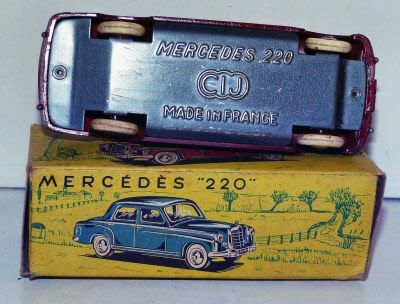 MERCEDES 220
CIJ
MADE IN FRANCE
MERCÉDÈS "220"